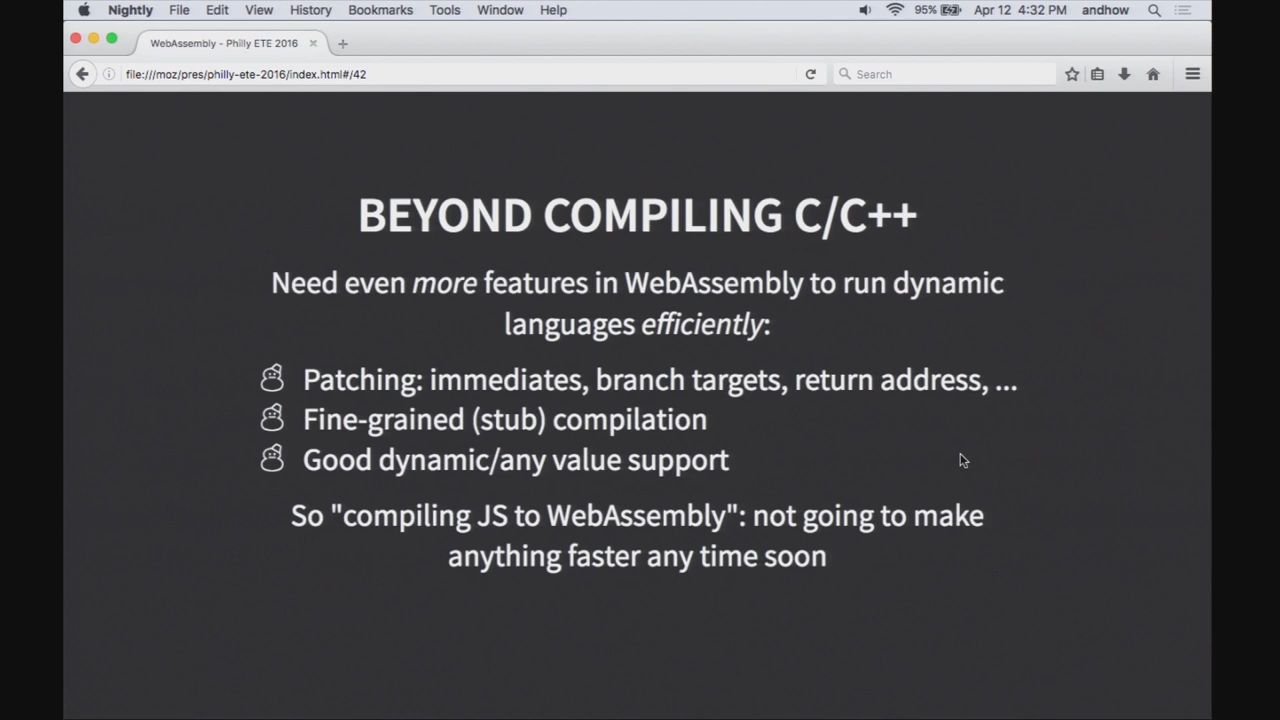 Nightly File Edit View History Bookmarks Tools Window Help 95% Apr 12 4:32 PM andhow
WebAssembly - Philly ETE 2016
file:///moz/pres/philly-ete-2016/index.html#/42 Search
BEYOND COMPILING C/C++
Need even more features in WebAssembly to run dynamic
languages efficiently:
Patching: immediates, branch targets, return address, ...
Fine-grained (stub) compilation
Good dynamic/any value support
So "compiling JS to WebAssembly": not going to make
anything faster any time soon